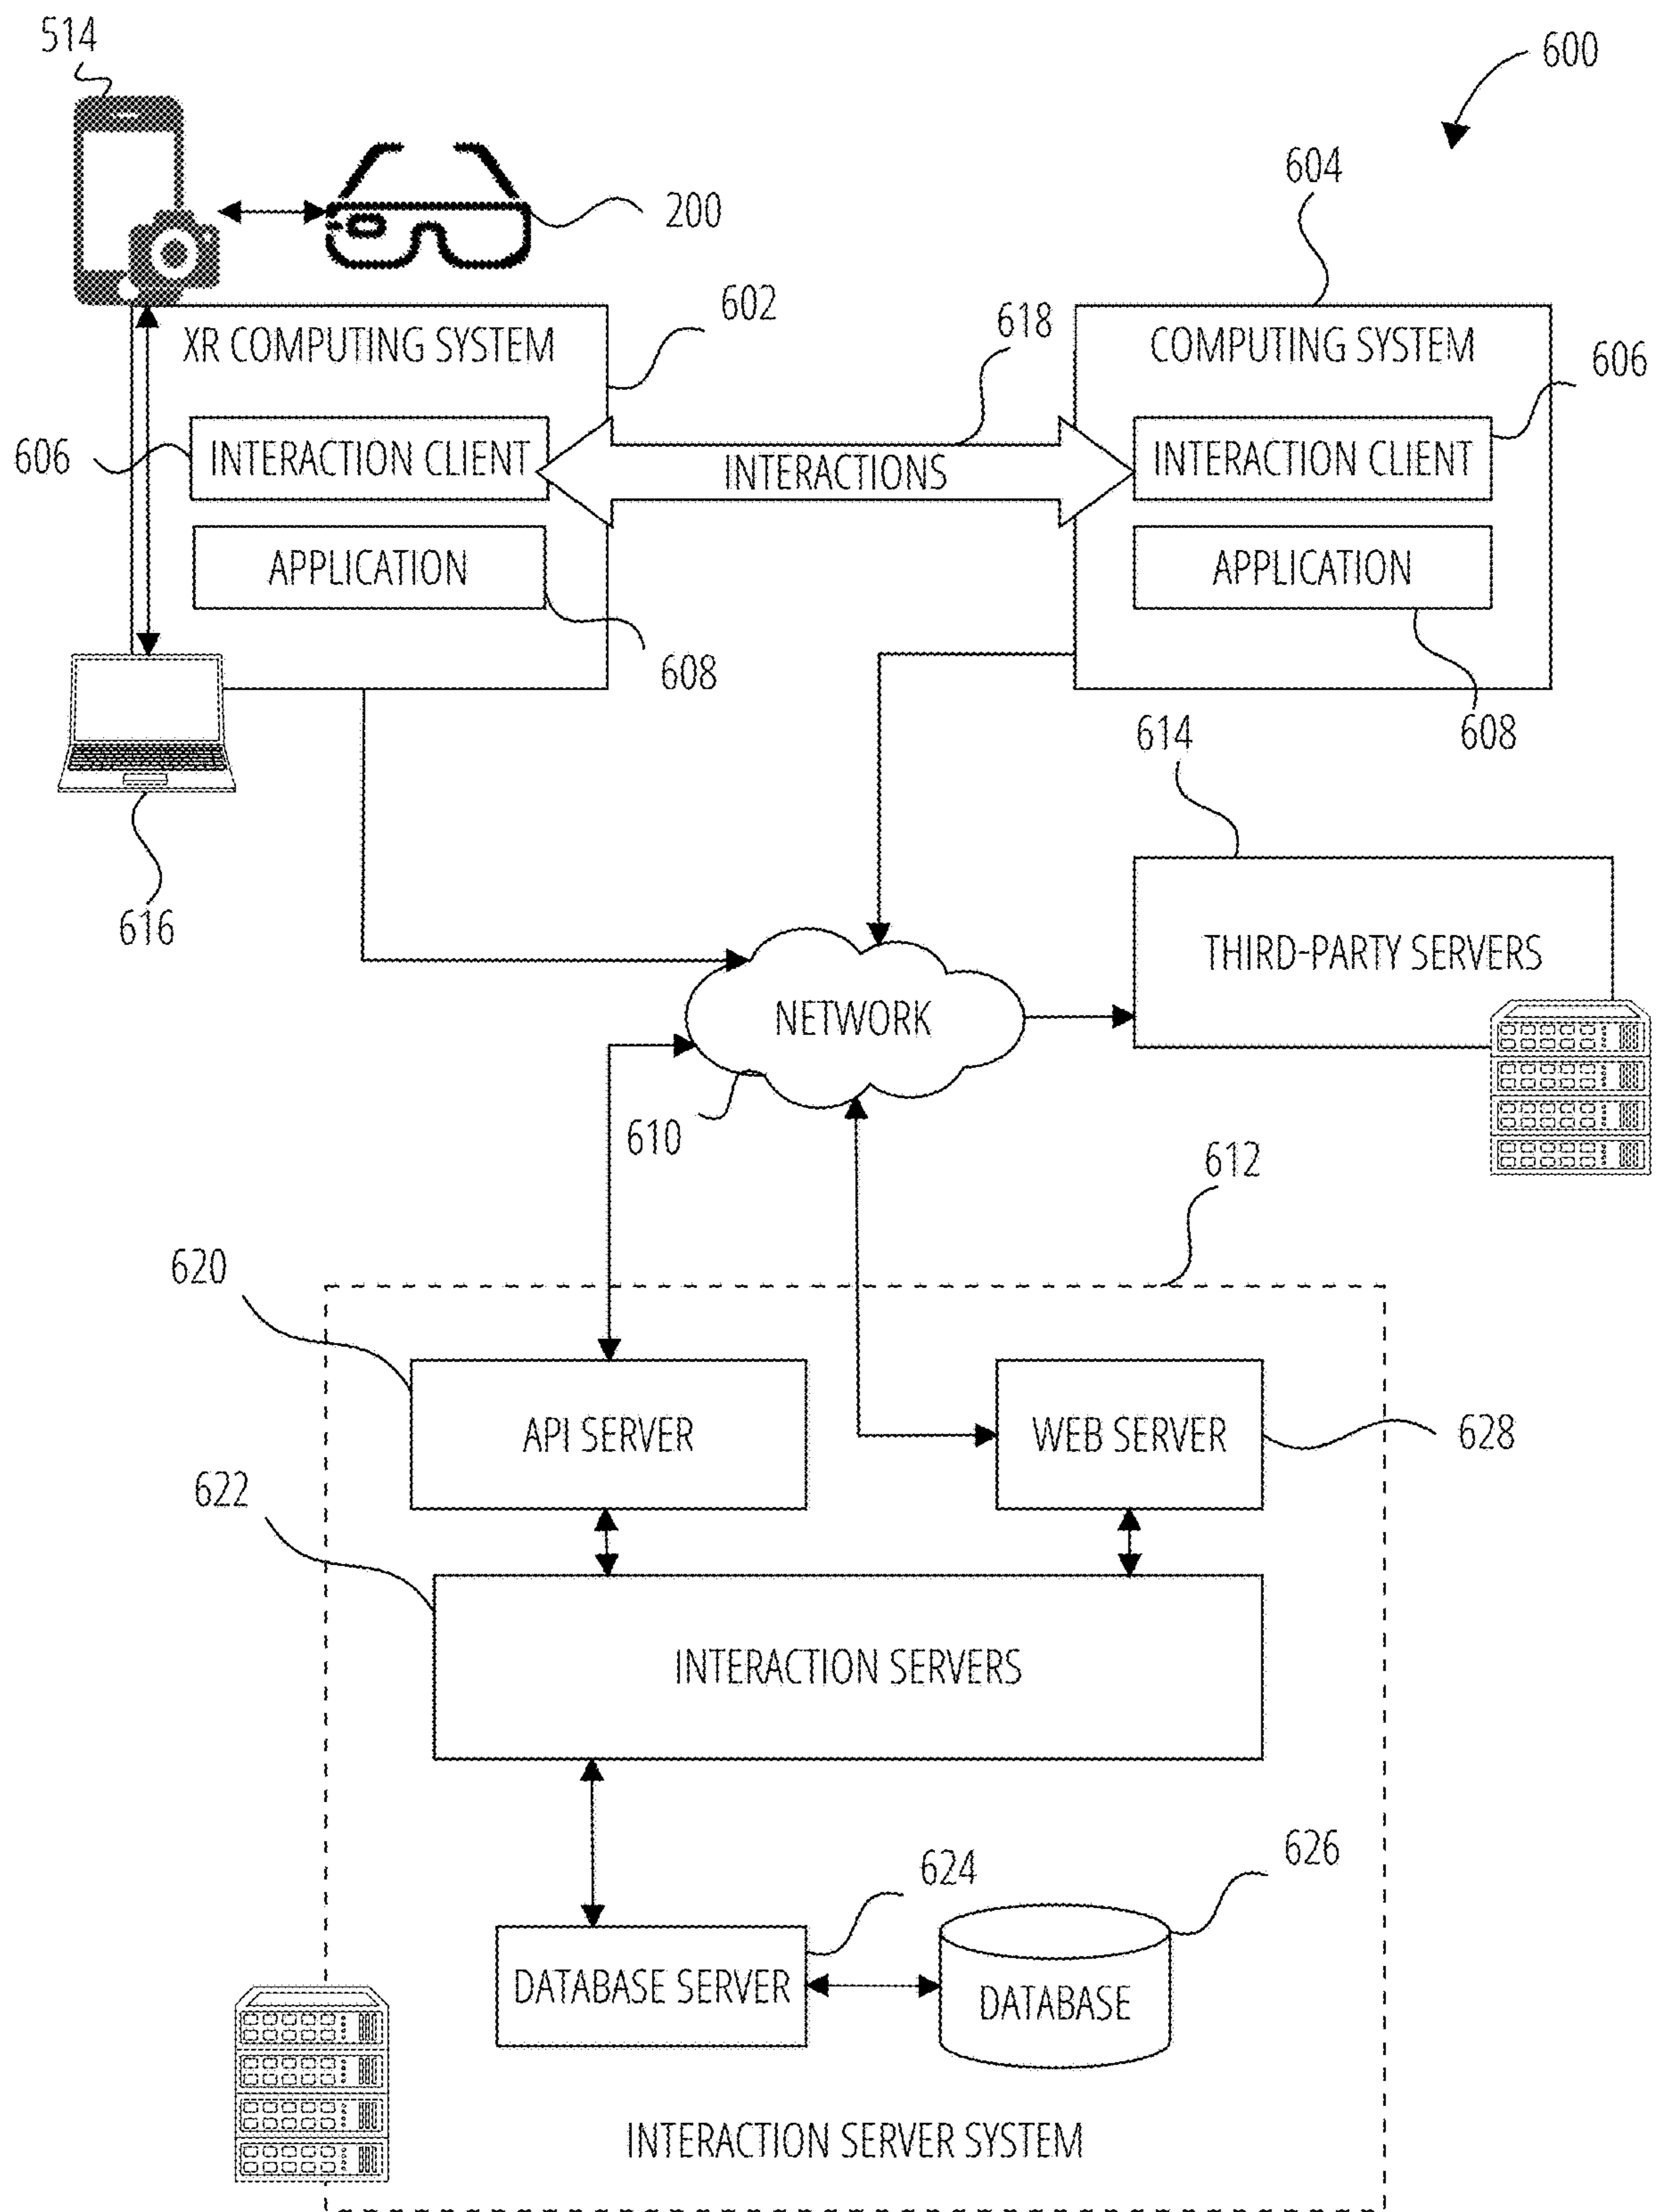 514
600
604
200
602
618
XR COMPUTING SYSTEM
COMPUTING SYSTEM
606
606
INTERACTION CLIENT
INTERACTIONS
INTERACTION CLIENT
APPLICATION
APPLICATION
608
608
614
616
THIRD-PARTY SERVERS
NETWORK
610
612
620
API SERVER
WEB SERVER
628
622
INTERACTION SERVERS
624
626
DATABASE SERVER
DATABASE
INTERACTION SERVER SYSTEM